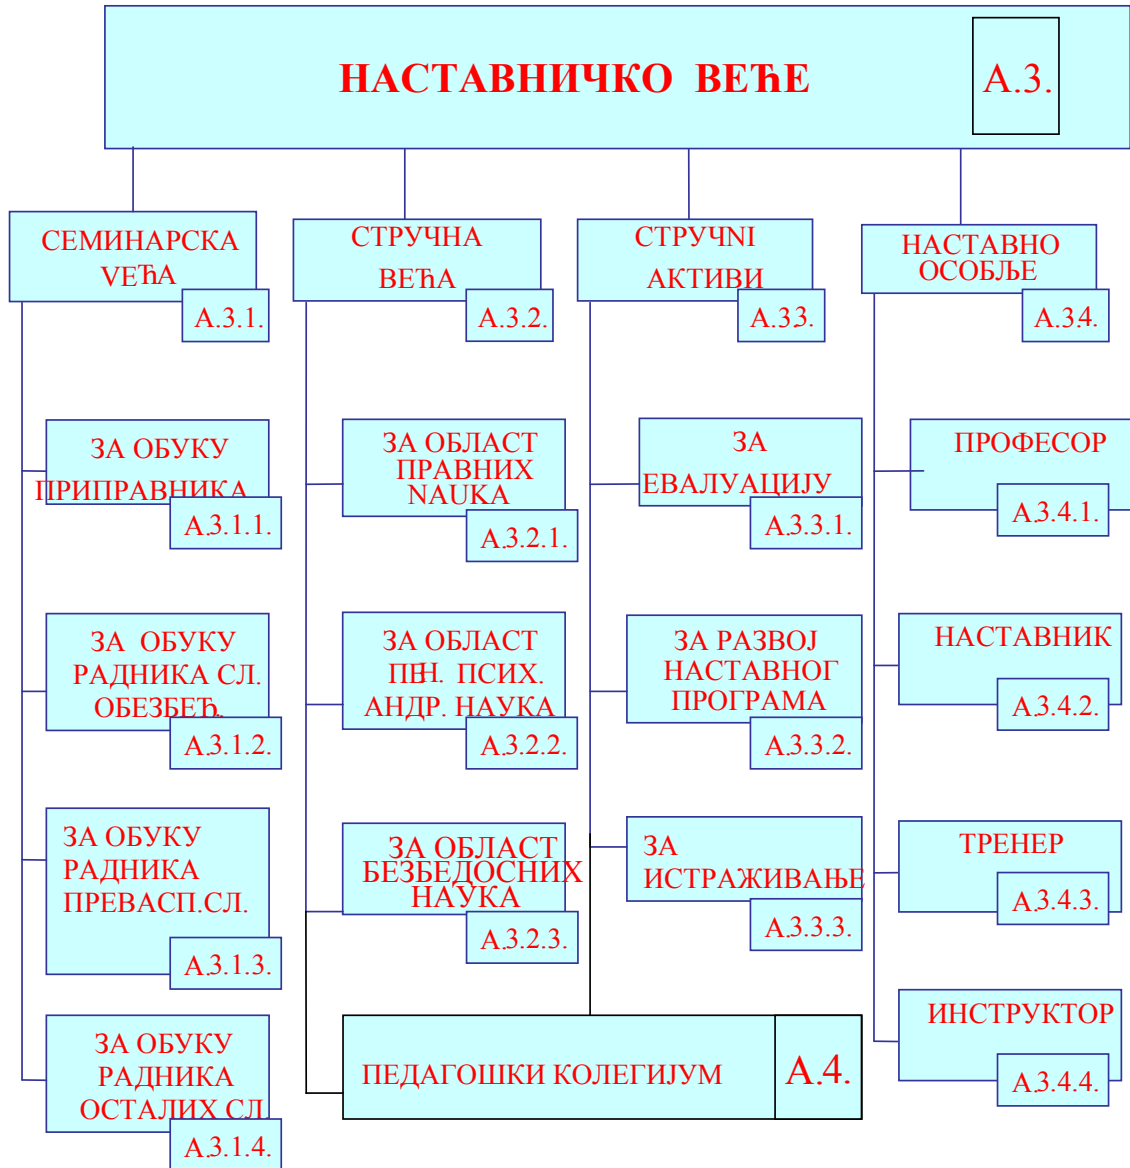 НАСТАВНИЧКО ВЕЋЕ
А.3.
СЕМИНАРСКА
VЕЋА
А.3.1.
ЗА ОБУКУ
ПРИПРАВНИКА
А.3.1.1.
ЗА ОБУКУ
РАДНИКА СЛ.
ОБЕЗБЕЂ.
А.3.1.2.
ЗА ОБУКУ
РАДНИКА
ПРЕВАСП.СЛ.
А.3.1.3.
ЗА ОБУКУ
РАДНИКА
ОСТАЛИХ СЛ.
А.3.1.4.
СТРУЧНА
ВЕЋА
А.3.2.
ЗА ОБЛАСТ
ПРАВНИХ
NAUKA
А.3.2.1.
ЗА ОБЛАСТ
ПСИХ.
АНДР. НАУКА
А.3.2.2.
ЗА ОБЛАСТ
БЕЗБЕДОСНИХ
НАУКА
А.3.2.3.
СТРУЧNI
АКТИВИ
А.3.3.
ЗА
ЕВАЛУАЦИЈУ
А.3.3.1.
ЗА РАЗВОЈ
НАСТАВНОГ
ПРОГРАМА
А.3.3.2.
ЗА
ИСТРАЖИВАЊЕ
А.3.3.3.
НАСТАВНО
ОСОБЉЕ
А.3.4.
ПРОФЕСОР
А.3.4.1.
НАСТАВНИК
А.3.4.2.
ТРЕНЕР
А.3.4.3.
ИНСТРУКТОР
А.3.4.4.
ПЕДАГОШКИ КОЛЕГИЈУМ
А.4.